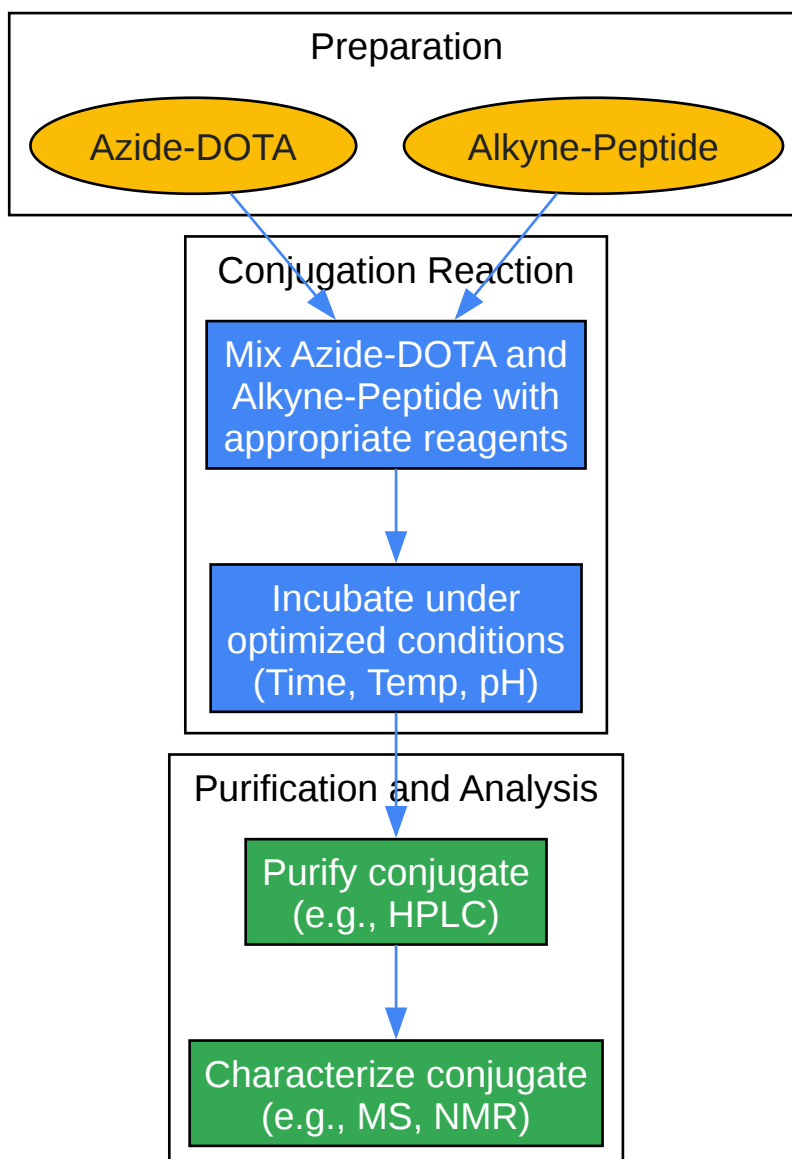 Preparation
Azide-DOTA
Alkyne-Peptide
Conjugation Reaction
Mix Azide-DOTA and
Alkyne-Peptide with
appropriate reagents
Incubate under
optimized conditions
(Time, Temp, pH)
Purification and Analysis
Purify conjugate
(e.g., HPLC)
Characterize conjugate
(e.g., MS, NMR)